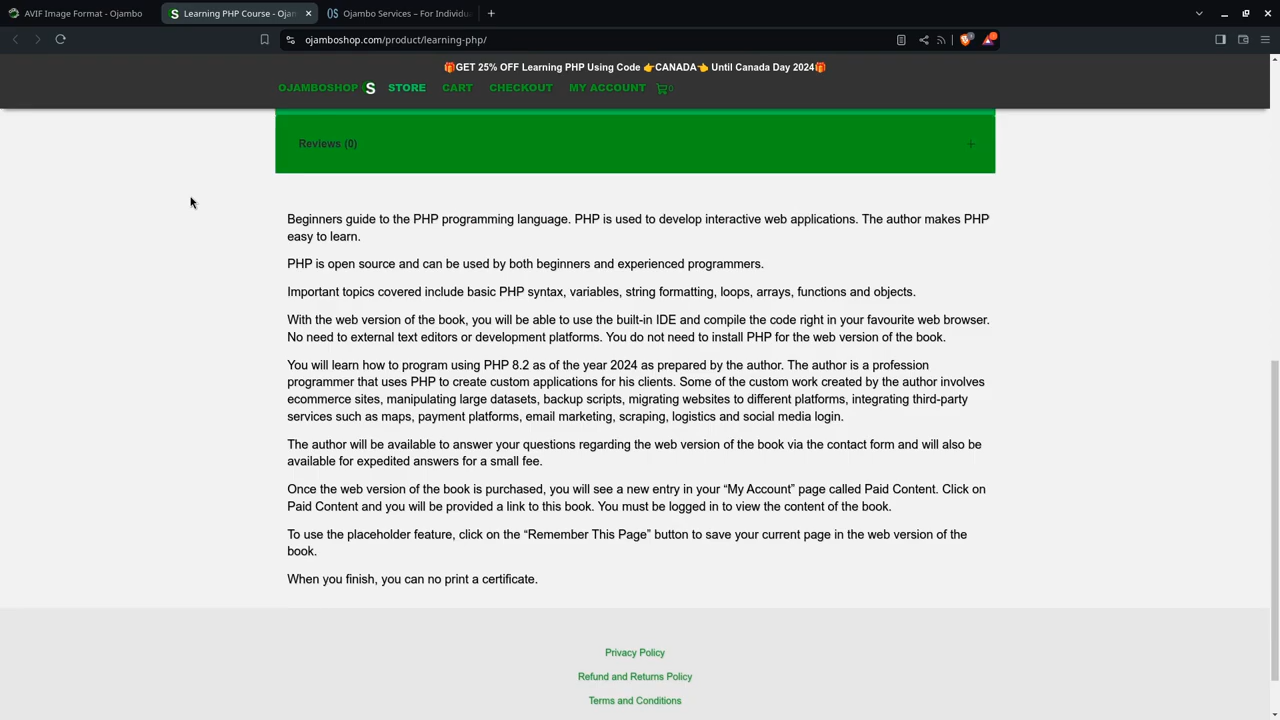 AVIF Image Format - Ojambo
Learning PHP Course - Ojan
Ojambo Services – For Individua
ojamboshop.com/product/learning-php/
🎁GET 25% OFF Learning PHP Using Code 👉CANADA👈 Until Canada Day 2024🎁
OJAMBOSHOP S STORE CART CHECKOUT MY ACCOUNT 0
Reviews (0) +
Beginners guide to the PHP programming language. PHP is used to develop interactive web applications. The author makes PHP
easy to learn.
PHP is open source and can be used by both beginners and experienced programmers.
Important topics covered include basic PHP syntax, variables, string formatting, loops, arrays, functions and objects.
With the web version of the book, you will be able to use the built-in IDE and compile the code right in your favourite web browser.
No need to external text editors or development platforms. You do not need to install PHP for the web version of the book.
You will learn how to program using PHP 8.2 as of the year 2024 as prepared by the author. The author is a profession
programmer that uses PHP to create custom applications for his clients. Some of the custom work created by the author involves
ecommerce sites, manipulating large datasets, backup scripts, migrating websites to different platforms, integrating third-party
services such as maps, payment platforms, email marketing, scraping, logistics and social media login.
The author will be available to answer your questions regarding the web version of the book via the contact form and will also be
available for expedited answers for a small fee.
Once the web version of the book is purchased, you will see a new entry in your “My Account” page called Paid Content. Click on
Paid Content and you will be provided a link to this book. You must be logged in to view the content of the book.
To use the placeholder feature, click on the “Remember This Page” button to save your current page in the web version of the
book.
When you finish, you can no print a certificate.
Privacy Policy
Refund and Returns Policy
Terms and Conditions